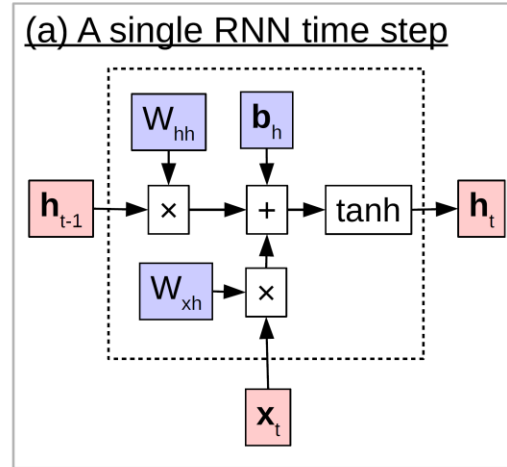 (a) A single RNN time step
W_hh b_h
h_t-1 × + tanh h_t
W_xh ×
x_t